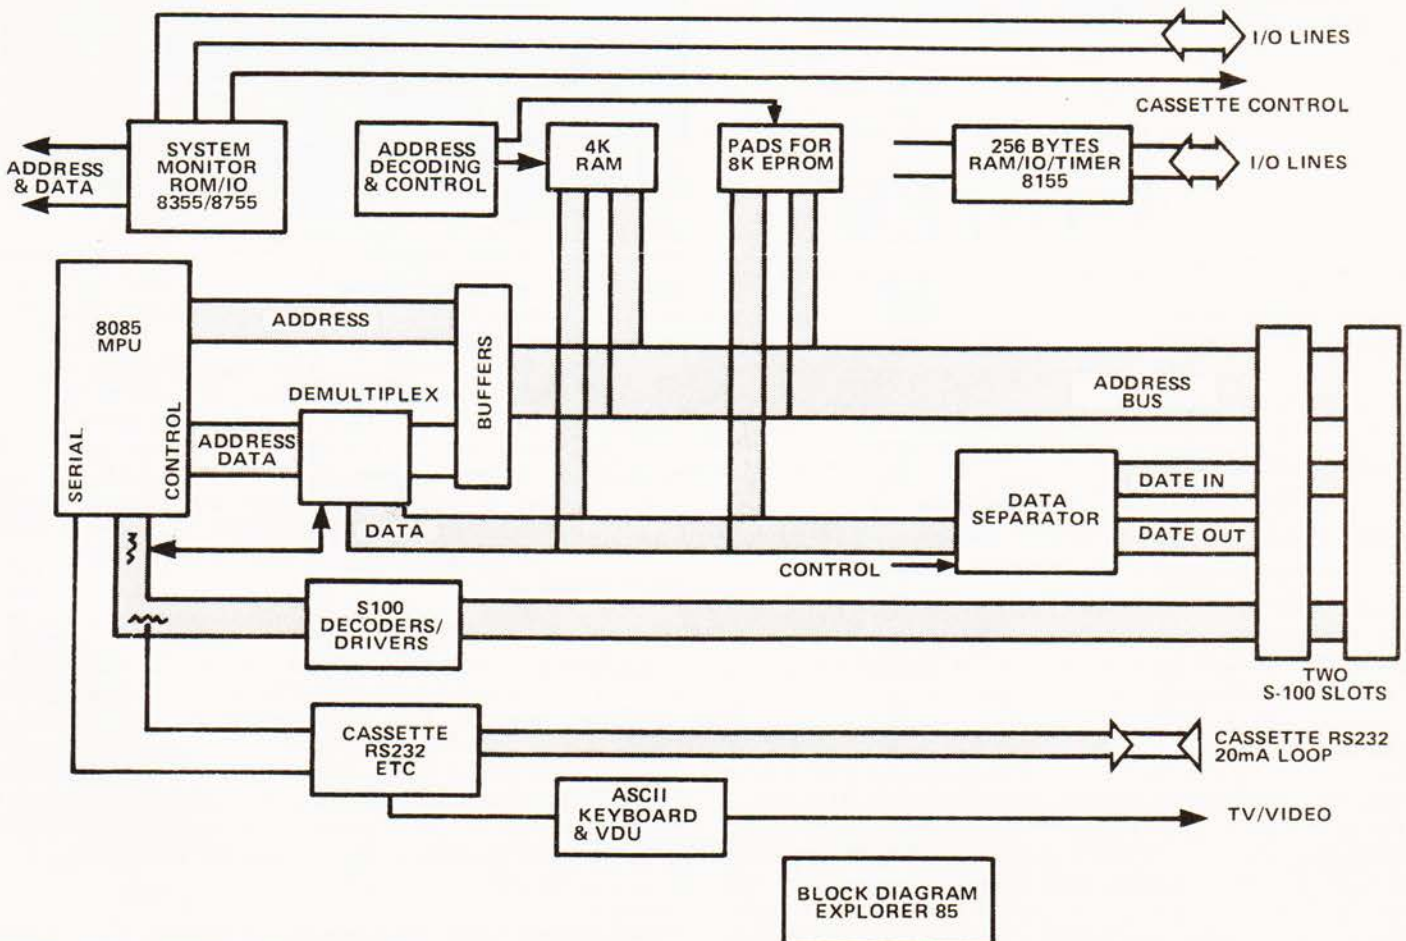 I/O LINES
CASSETTE CONTROL
ADDRESS
& DATA
SYSTEM
MONITOR
ROM/IO
8355/8755
ADDRESS
DECODING
& CONTROL
4K
RAM
PADS FOR
8K EPROM
256 BYTES
RAM/IO/TIMER
8155
I/O LINES
8085
MPU
SERIAL
CONTROL
ADDRESS
DEMULTIPLEX
ADDRESS
DATA
BUFFERS
ADDRESS
BUS
DATA
DATA
SEPARATOR
DATE IN
DATE OUT
CONTROL
S100
DECODERS/
DRIVERS
TWO
S-100 SLOTS
CASSETTE
RS232
ETC
CASSETTE RS232
20mA LOOP
ASCII
KEYBOARD
& VDU
TV/VIDEO
BLOCK DIAGRAM
EXPLORER 85